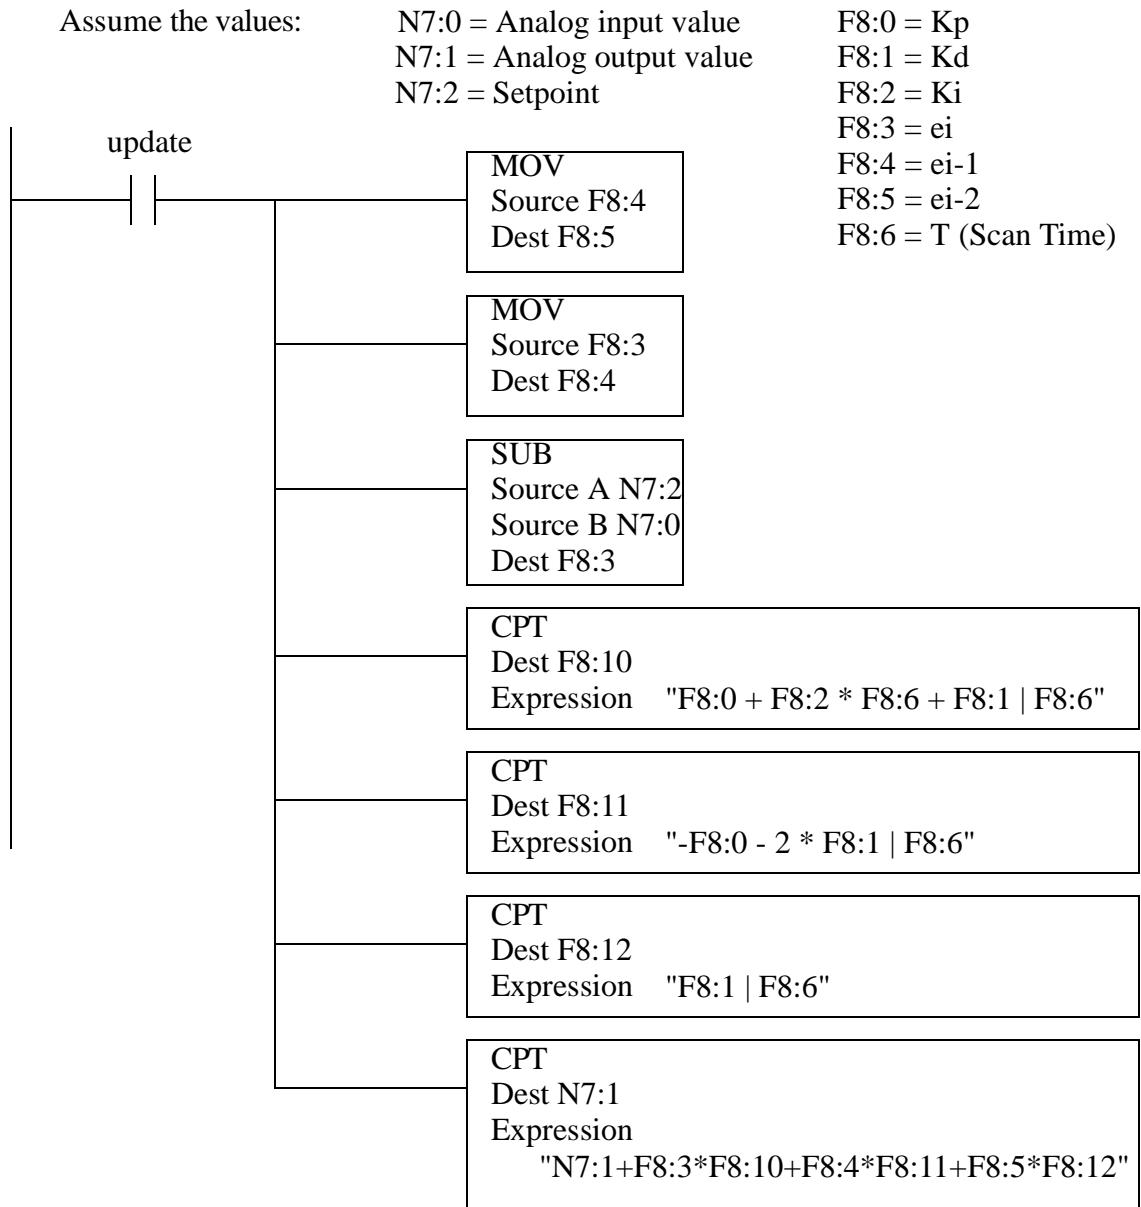 Assume the values:
N7:0 = Analog input value
N7:1 = Analog output value
N7:2 = Setpoint
F8:0 = Kp
F8:1 = Kd
F8:2 = Ki
F8:3 = ei
F8:4 = ei-1
F8:5 = ei-2
F8:6 = T (Scan Time)
update
MOV
Source F8:4
Dest F8:5
MOV
Source F8:3
Dest F8:4
SUB
Source A N7:2
Source B N7:0
Dest F8:3
CPT
Dest F8:10
Expression "F8:0 + F8:2 * F8:6 + F8:1 | F8:6"
CPT
Dest F8:11
Expression "-F8:0 - 2 * F8:1 | F8:6"
CPT
Dest F8:12
Expression "F8:1 | F8:6"
CPT
Dest N7:1
Expression
"N7:1+F8:3*F8:10+F8:4*F8:11+F8:5*F8:12"